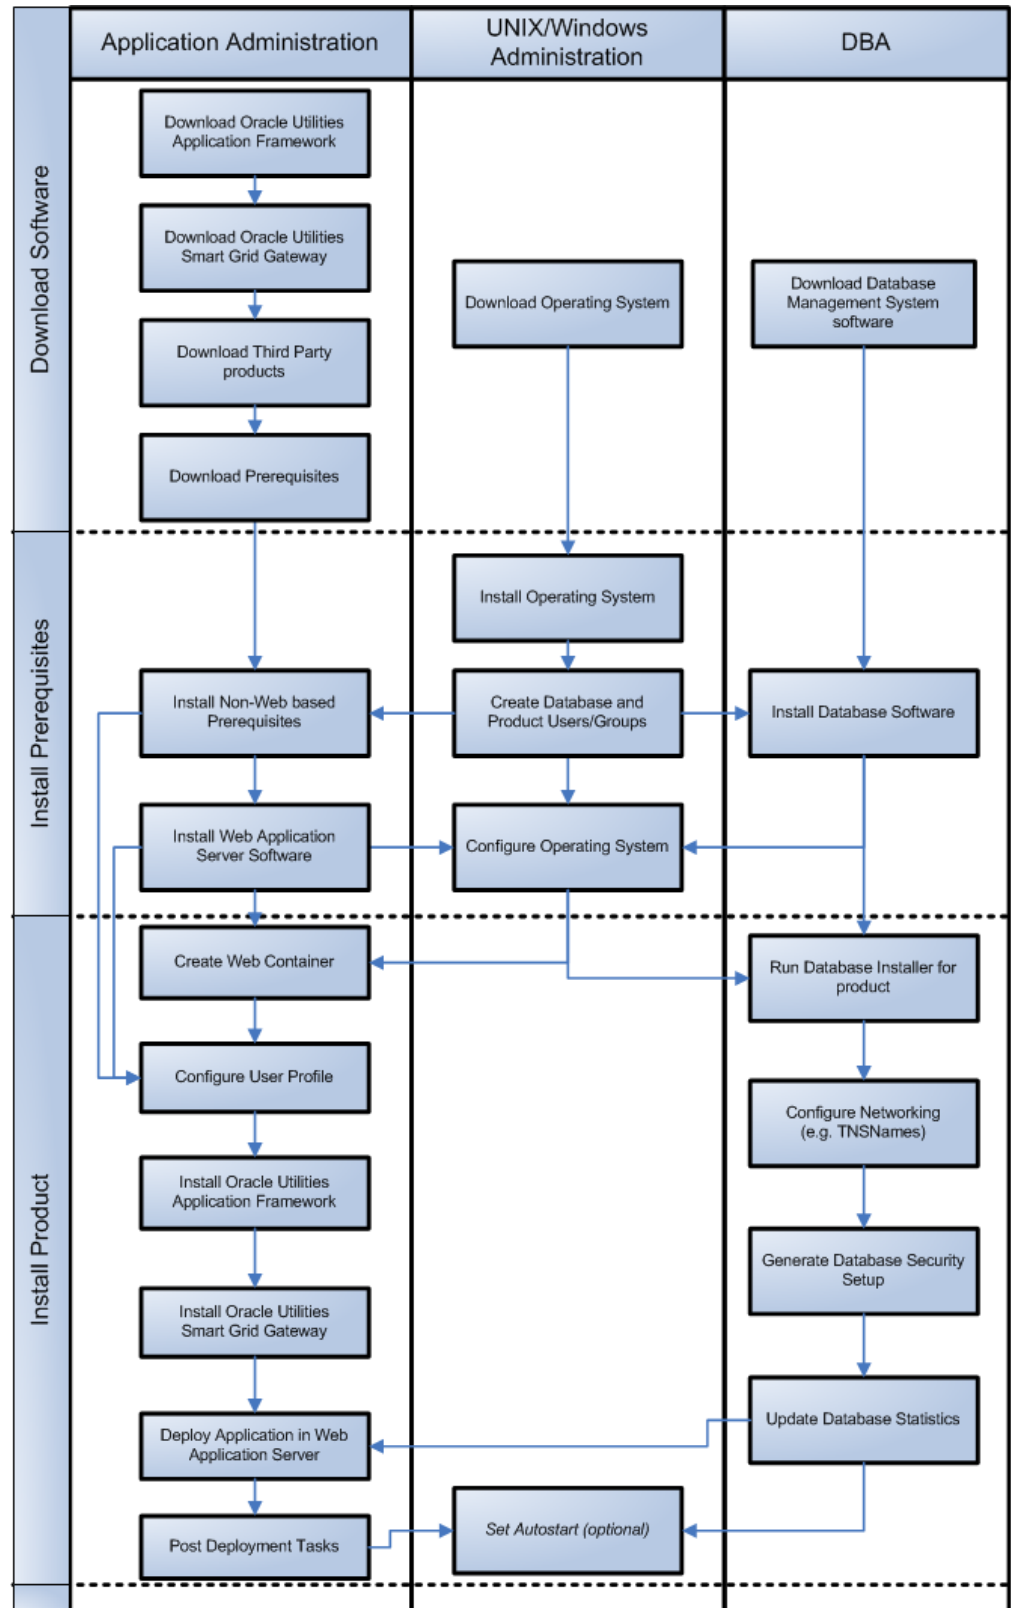 Application Administration
UNIX/Windows
Administration
DBA
Download Software
Download Oracle Utilities
Application Framework
Download Oracle Utilities
Smart Grid Gateway
Download Third Party
products
Download Prerequisites
Download Operating System
Download Database
Management System
software
Install Prerequisites
Install Operating System
Install Non-Web based
Prerequisites
Create Database and
Product Users/Groups
Install Database Software
Install Web Application
Server Software
Configure Operating System
Install Product
Create Web Container
Run Database Installer for
product
Configure User Profile
Configure Networking
(e.g. TNSNames)
Install Oracle Utilities
Application Framework
Generate Database Security
Setup
Install Oracle Utilities
Smart Grid Gateway
Update Database Statistics
Deploy Application in Web
Application Server
Set Autostart (optional)
Post Deployment Tasks